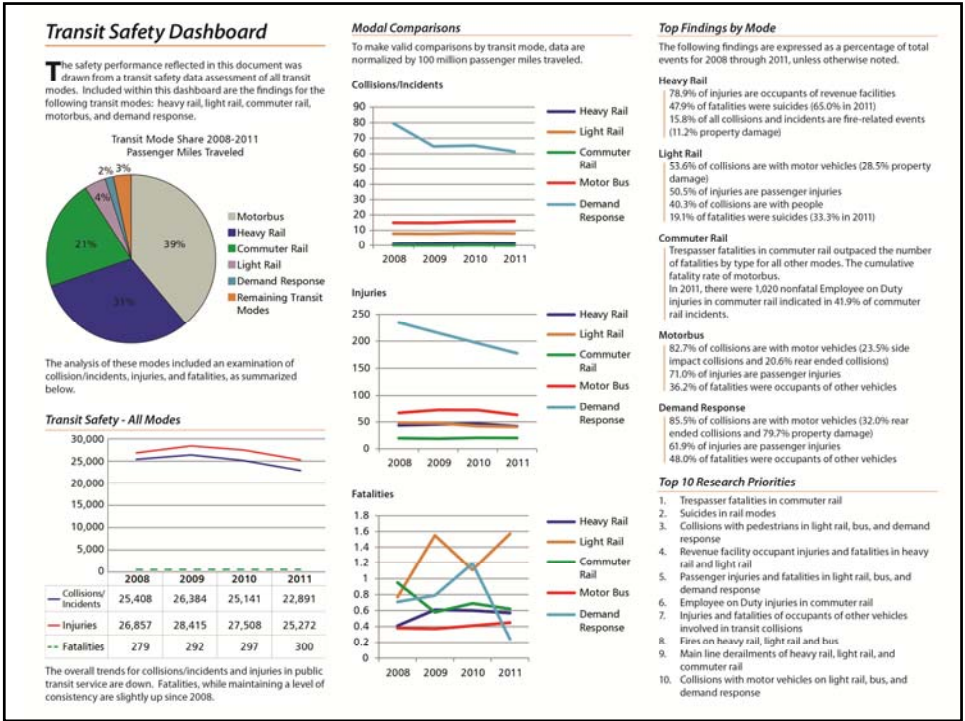 Transit Safety Dashboard
The safety performance reflected in this document was
drawn from a transit safety data assessment of all transit
modes. Included within this dashboard are the findings for the
following transit modes: heavy rail, light rail, commuter rail,
motorbus, and demand response.
Transit Mode Share 2008-2011
Passenger Miles Traveled
2% 3%
4%
21%
39%
31%
Motorbus
Heavy Rail
Commuter Rail
Light Rail
Demand Response
Remaining Transit
Modes
The analysis of these modes included an examination of
collision/incidents, injuries, and fatalities, as summarized
below.
Transit Safety - All Modes
30,000
25,000
20,000
15,000
10,000
5,000
0
2008 2009 2010 2011
Collisions/
Incidents 25,408 26,384 25,141 22,891
Injuries 26,857 28,415 27,508 25,272
Fatalities 279 292 297 300
The overall trends for collisions/incidents and injuries in public
transit service are down. Fatalities, while maintaining a level of
consistency are slightly up since 2008.
Modal Comparisons
To make valid comparisons by transit mode, data are
normalized by 100 million passenger miles traveled.
Collisions/Incidents
90
80
70
60
50
40
30
20
10
0
2008 2009 2010 2011
Heavy Rail
Light Rail
Commuter
Rail
Motor Bus
Demand
Response
Injuries
250
200
150
100
50
0
2008 2009 2010 2011
Heavy Rail
Light Rail
Commuter
Rail
Motor Bus
Demand
Response
Fatalities
1.8
1.6
1.4
1.2
1
0.8
0.6
0.4
0.2
0
2008 2009 2010 2011
Heavy Rail
Light Rail
Commuter
Rail
Motor Bus
Demand
Response
Top Findings by Mode
The following findings are expressed as a percentage of total
events for 2008 through 2011, unless otherwise noted.
Heavy Rail
78.9% of injuries are occupants of revenue facilities
47.9% of fatalities were suicides (65.0% in 2011)
15.8% of all collisions and incidents are fire-related events
(11.2% property damage)
Light Rail
53.6% of collisions are with motor vehicles (28.5% property
damage)
50.5% of injuries are passenger injuries
40.3% of collisions are with people
19.1% of fatalities were suicides (33.3% in 2011)
Commuter Rail
Trespasser fatalities in commuter rail outpaced the number
of fatalities by type for all other modes. The cumulative
fatality rate of motorbus.
In 2011, there were 1,020 nonfatal Employee on Duty
injuries in commuter rail indicated in 41.9% of commuter
rail incidents.
Motorbus
82.7% of collisions are with motor vehicles (23.5% side
impact collisions and 20.6% rear ended collisions)
71.0% of injuries are passenger injuries
36.2% of fatalities were occupants of other vehicles
Demand Response
85.5% of collisions are with motor vehicles (32.0% rear
ended collisions and 79.7% property damage)
61.9% of injuries are passenger injuries
48.0% of fatalities were occupants of other vehicles
Top 10 Research Priorities
1. Trespasser fatalities in commuter rail
2. Suicides in rail modes
3. Collisions with pedestrians in light rail, bus, and demand
response
4. Revenue facility occupant injuries and fatalities in heavy
rail and light rail
5. Passenger injuries and fatalities in light rail, bus, and
demand response
6. Employee on Duty injuries in commuter rail
7. Injuries and fatalities of occupants of other vehicles
involved in transit collisions
8. Fires on heavy rail, light rail and bus
9. Main line derailments of heavy rail, light rail, and
commuter rail
10. Collisions with motor vehicles on light rail, bus, and
demand response